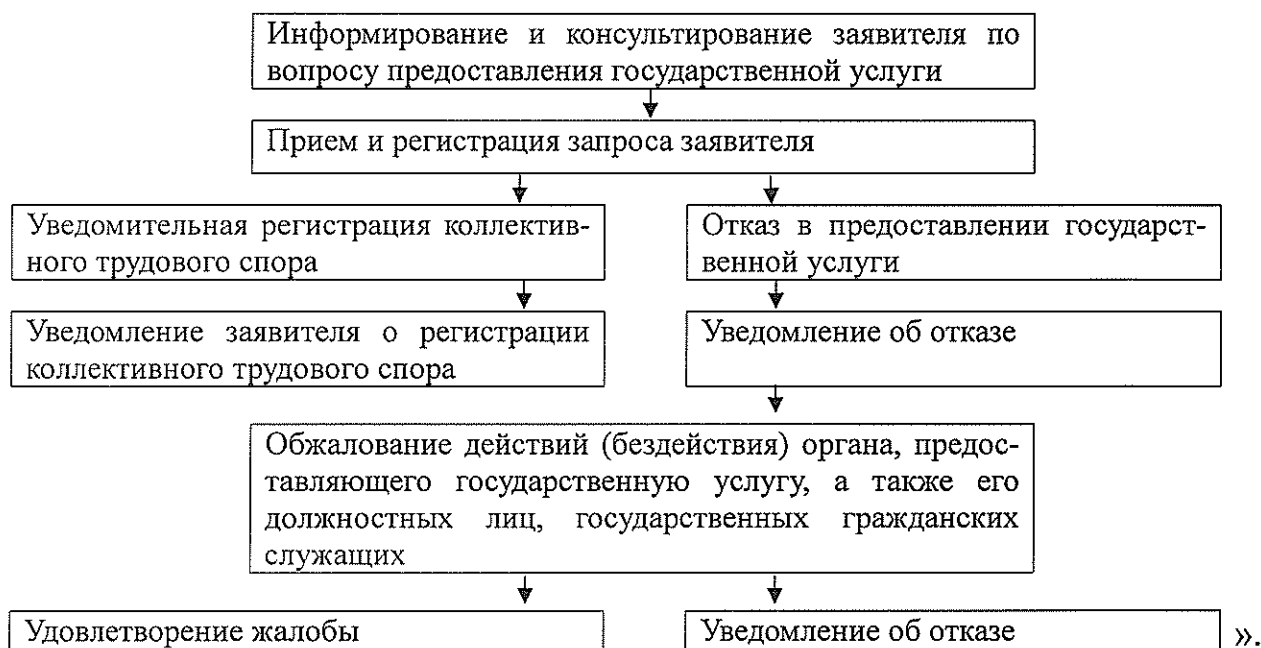 Информирование и консультирование заявителя по
вопросу предоставления государственной услуги
Прием и регистрация запроса заявителя
Уведомительная регистрация коллектив-
ного трудового спора
Отказ в предоставлении государст-
венной услуги
Уведомление заявителя о регистрации
коллективного трудового спора
Уведомление об отказе
Обжалование действий (бездействия) органа, предос-
тавляющего государственную услугу, а также его
должностных лиц, государственных гражданских
служащих
Удовлетворение жалобы
Уведомление об отказе
».